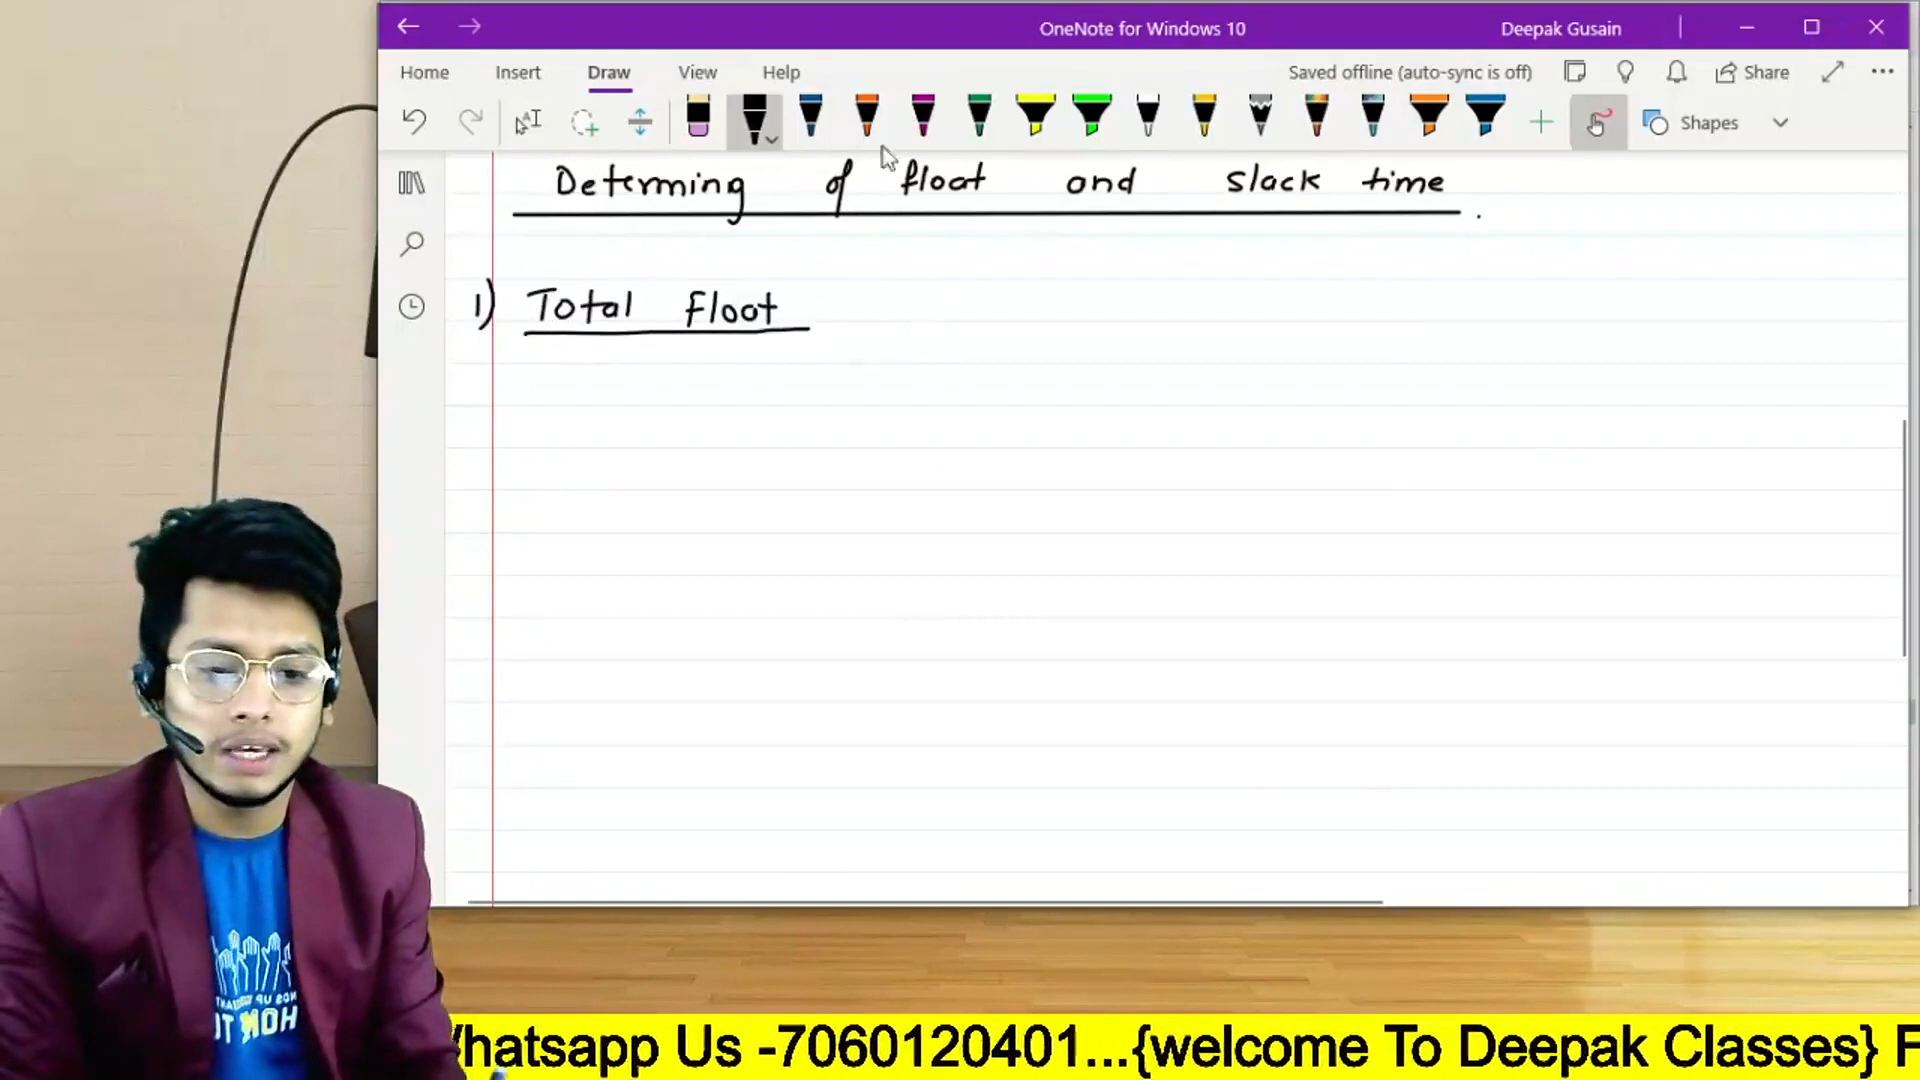 OneNote for Windows 10
Deepak Gusain
Home Insert Draw View Help
Saved offline (auto-sync is off)
Share
Shapes
Determing of float and slack time.
1) Total Float
Whatsapp Us -7060120401...{welcome To Deepak Classes} F